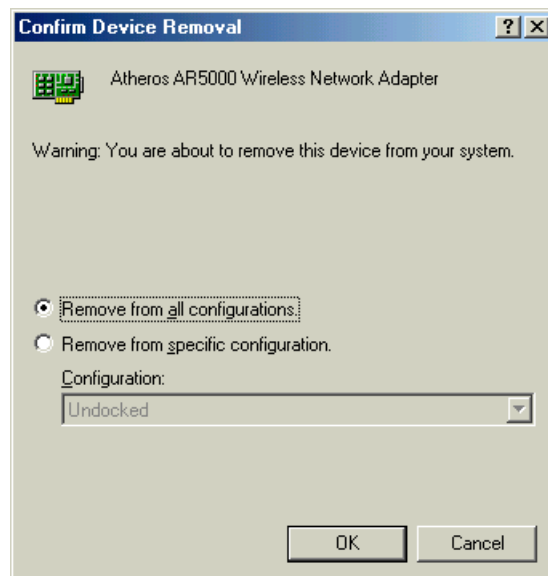 Confirm Device Removal
Atheros AR5000 Wireless Network Adapter
Warning: You are about to remove this device from your system.
Remove from all configurations.
Remove from specific configuration.
Configuration:
Undocked
OK Cancel